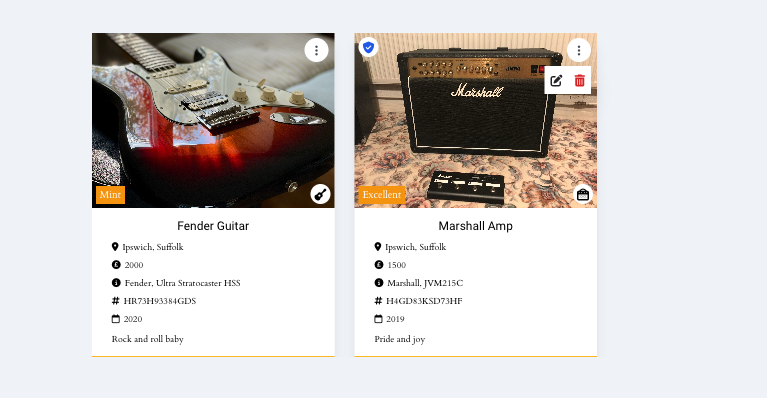 Mint
Fender Guitar
Ipswich, Suffolk
2000
Fender, Ultra Stratocaster HSS
HR73H93384GDS
2020
Rock and roll baby
Marshall
Excellent
Marshall Amp
Ipswich, Suffolk
1500
Marshall, JVM215C
H4GD83KSD73HF
2019
Pride and joy